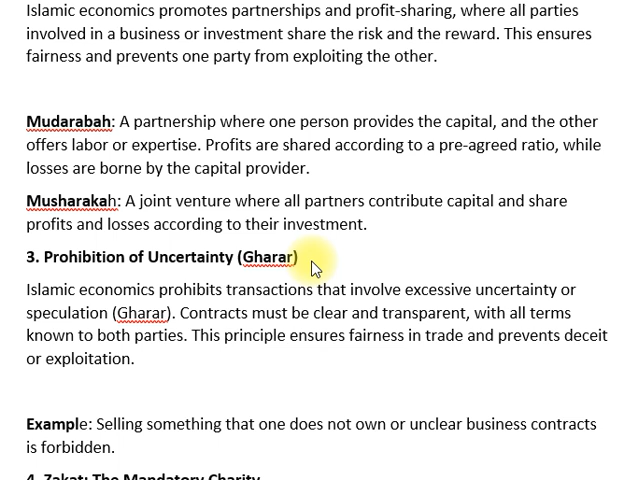 Islamic economics promotes partnerships and profit-sharing, where all parties
involved in a business or investment share the risk and the reward. This ensures
fairness and prevents one party from exploiting the other.
Mudarabah: A partnership where one person provides the capital, and the other
offers labor or expertise. Profits are shared according to a pre-agreed ratio, while
losses are borne by the capital provider.
Musharakah: A joint venture where all partners contribute capital and share
profits and losses according to their investment.
3. Prohibition of Uncertainty (Gharar)
Islamic economics prohibits transactions that involve excessive uncertainty or
speculation (Gharar). Contracts must be clear and transparent, with all terms
known to both parties. This principle ensures fairness in trade and prevents deceit
or exploitation.
Example: Selling something that one does not own or unclear business contracts
is forbidden.
4. Zakat: The Mandatory Charity